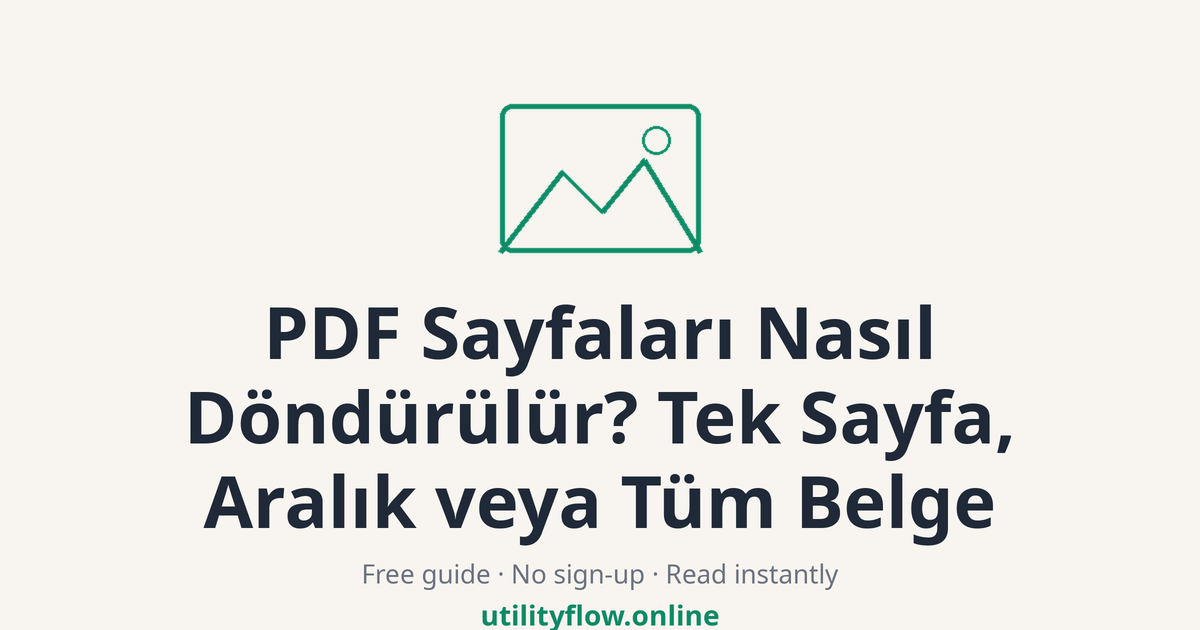 PDF Sayfaları Nasıl
Döndürülür? Tek Sayfa,
Aralık veya Tüm Belge
Free guide · No sign-up · Read instantly
utilityflow.online